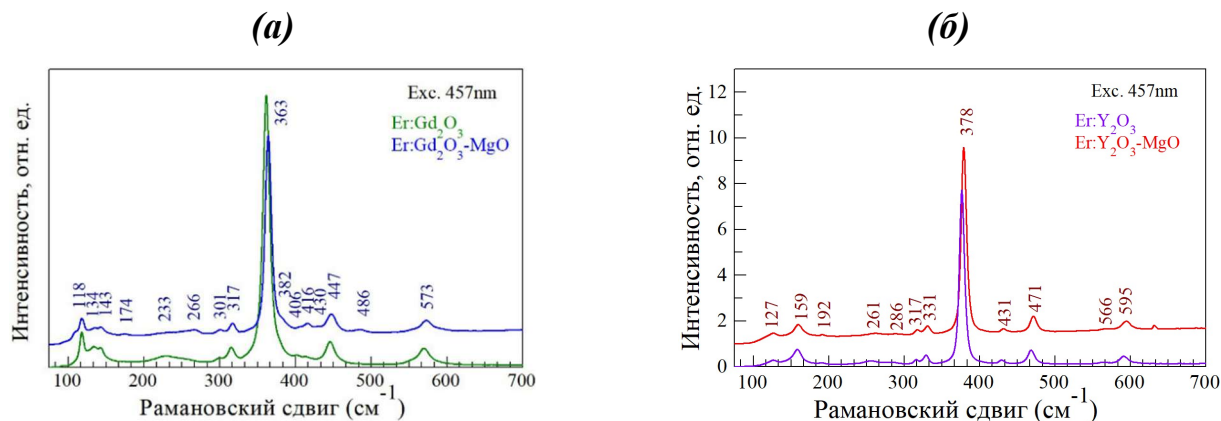 (а)
Exc. 457nm
Er:Gd2O3
Er:Gd2O3-MgO
118
134
143
174
233
266
301
317
363
382
406
416
430
447
486
573
Интенсивность, отн. ед.
100 200 300 400 500 600 700
Рамановский сдвиг (см-1)
(б)
Exc. 457nm
Er:Y2O3
Er:Y2O3-MgO
127
159
192
261
286
317
331
378
431
471
566
595
12
10
8
6
4
2
0
Интенсивность, отн. ед.
100 200 300 400 500 600 700
Рамановский сдвиг (см-1)